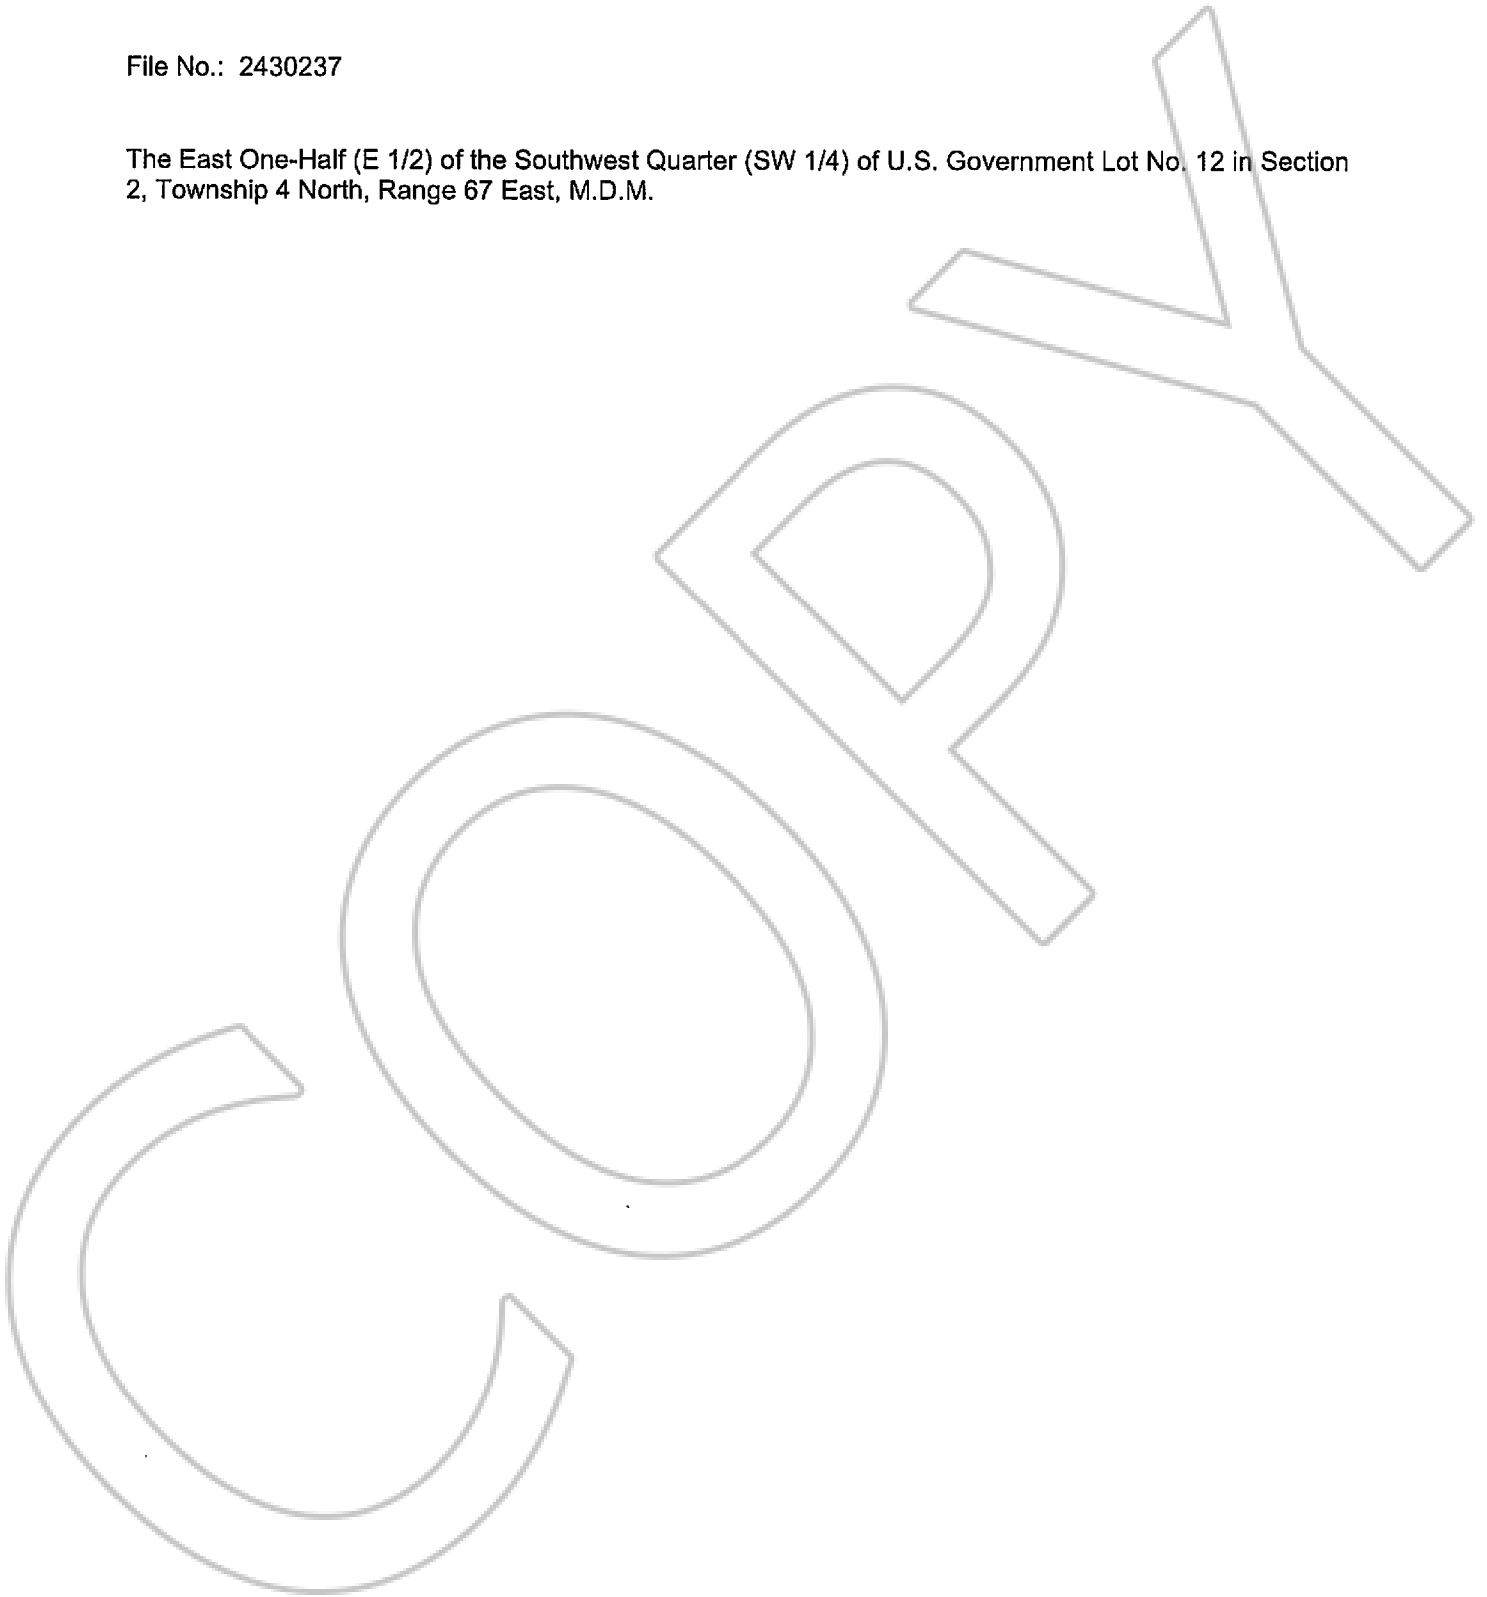 File No.: 2430237
The East One-Half (E 1/2) of the Southwest Quarter (SW 1/4) of U.S. Government Lot No. 12 in Section
2, Township 4 North, Range 67 East, M.D.M.
COPY